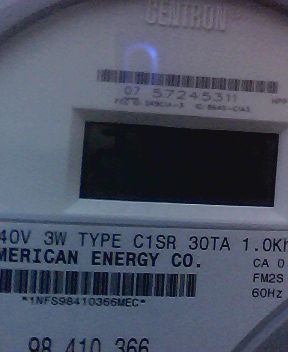 CENTRON
07 57245311
40V 3W TYPE C1SR 30TA 1.0Kh
MERICAN ENERGY CO.
CA 0
*1NFS98410366MEC*
FM2S
60Hz
98 410 366